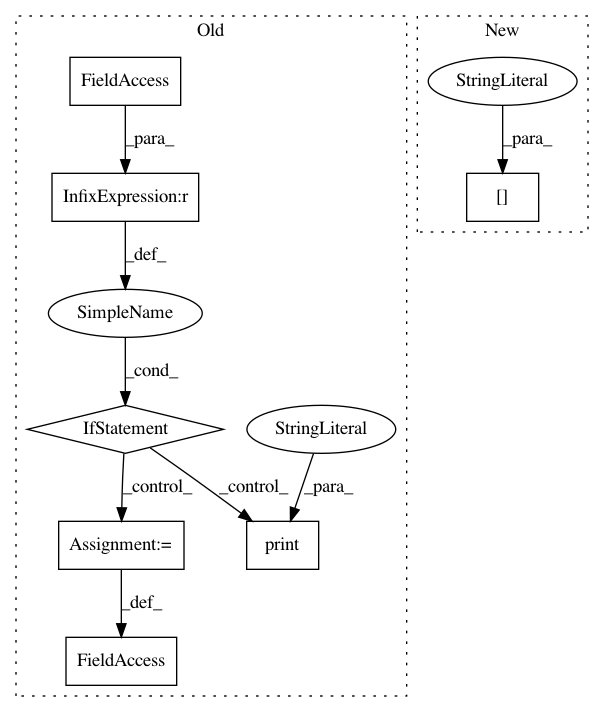 Old
New
FieldAccess
StringLiteral
_para_
_para_
InfixExpression:r
[]
_def_
SimpleName
_cond_
IfStatement
StringLiteral
_control_
_control_
_para_
Assignment:=
print
_def_
FieldAccess